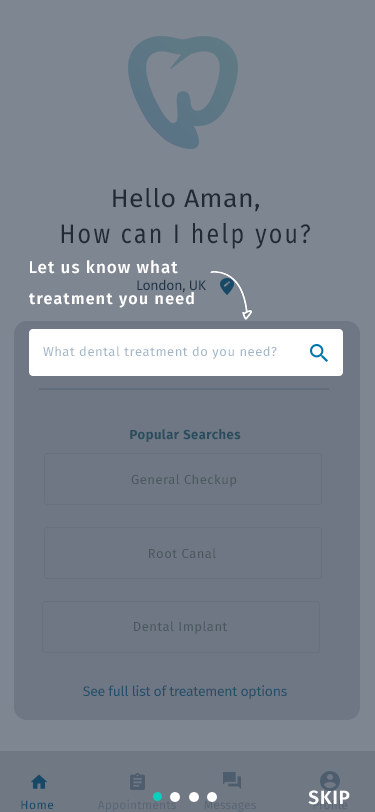 Hello Aman,
How can I help you?
Let us know what
London, UK
treatment you need
What dental treatment do you need?
Popular Searches
General Checkup
Root Canal
Dental Implant
See full list of treatement options
Home
Appointments
Messages
Profile
SKIP